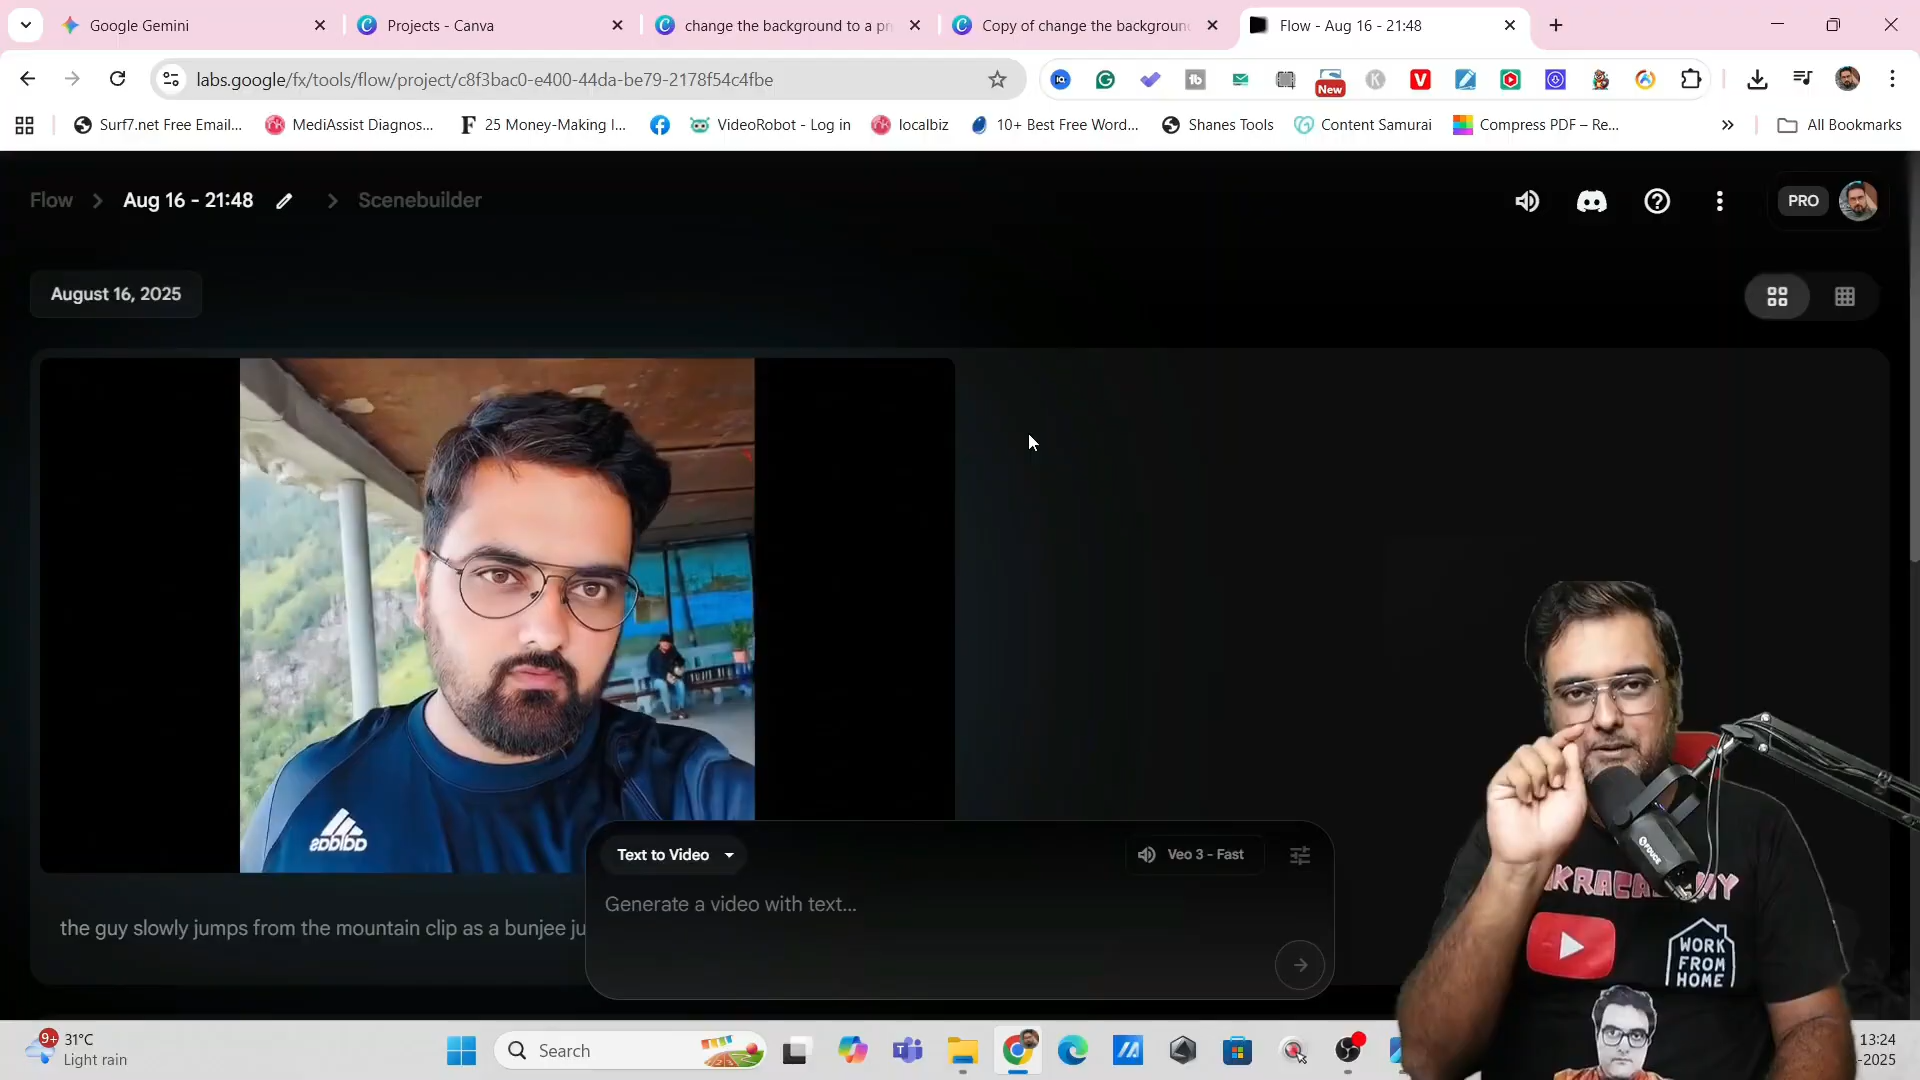 Google Gemini
Projects - Canva
change the background to a pr
Copy of change the background
Flow - Aug 16 - 21:48
labs.google/fx/tools/flow/project/c8f3bac0-e400-44da-be79-2178f54c4fbe
New
Surf7.net Free Email...
MediAssist Diagnos...
25 Money-Making I...
VideoRobot - Log in
localbiz
10+ Best Free Word...
Shanes Tools
Content Samurai
Compress PDF – Re...
All Bookmarks
Flow
Aug 16 - 21:48
Scenebuilder
PRO
August 16, 2025
adidas
Text to Video
Veo 3 - Fast
Generate a video with text...
the guy slowly jumps from the mountain clip as a bunjee ju
WORK
FROM
HOME
9+
31°C
Light rain
Search
13:24
-2025